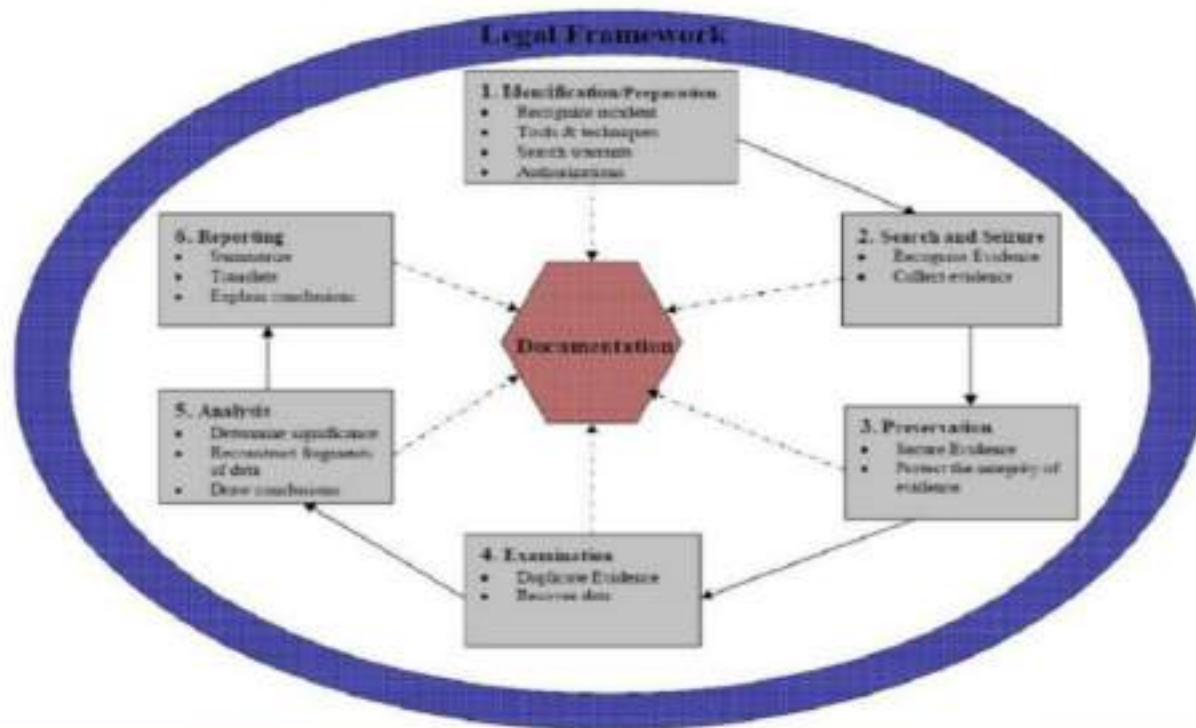 Legal Framework
1. Identification/Preparation
• Recognize incident
• Tools & techniques
• Search warrants
• Authorizations
2. Search and Seizure
• Recognize Evidence
• Collect evidence
3. Preservation
• Secure Evidence
• Protect the integrity of
evidence
4. Examination
• Duplicate Evidence
• Recover data
5. Analysis
• Determine significance
• Reconstruct fragments
of data
• Draw conclusions
6. Reporting
• Summarize
• Translate
• Explain conclusions
Documentation